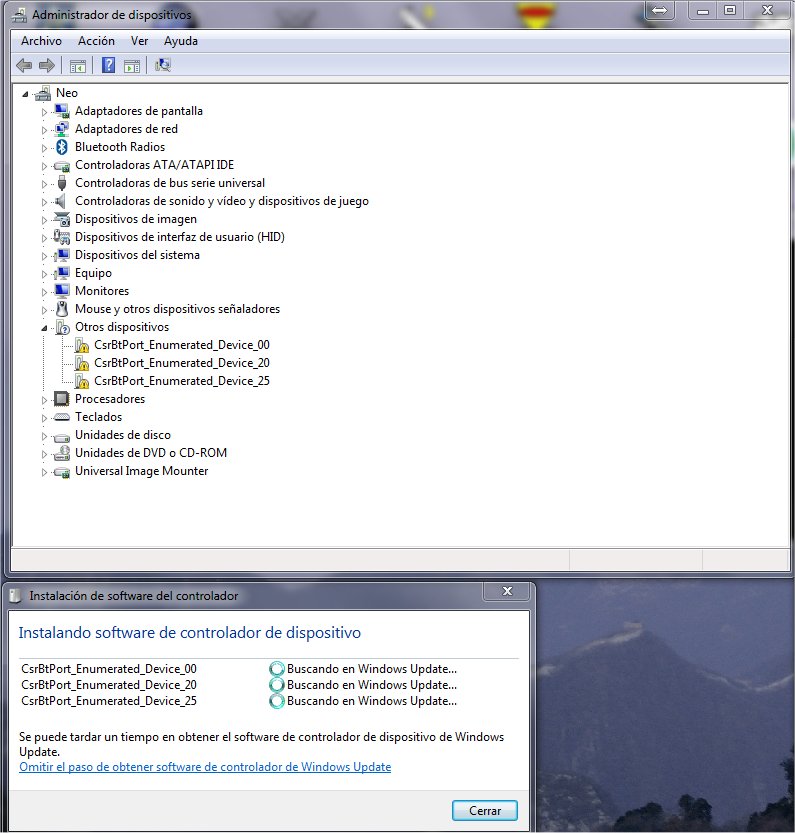 Administrador de dispositivos
Archivo Acción Ver Ayuda
Neo
Adaptadores de pantalla
Adaptadores de red
Bluetooth Radios
Controladoras ATA/ATAPI IDE
Controladoras de bus serie universal
Controladoras de sonido y vídeo y dispositivos de juego
Dispositivos de imagen
Dispositivos de interfaz de usuario (HID)
Dispositivos del sistema
Equipo
Monitores
Mouse y otros dispositivos señaladores
Otros dispositivos
CsrBtPort_Enumerated_Device_00
CsrBtPort_Enumerated_Device_20
CsrBtPort_Enumerated_Device_25
Procesadores
Teclados
Unidades de disco
Unidades de DVD o CD-ROM
Universal Image Mounter
Instalación de software del controlador
Instalando software de controlador de dispositivo
CsrBtPort_Enumerated_Device_00 Buscando en Windows Update...
CsrBtPort_Enumerated_Device_20 Buscando en Windows Update...
CsrBtPort_Enumerated_Device_25 Buscando en Windows Update...
Se puede tardar un tiempo en obtener el software de controlador de dispositivo de Windows
Update.
Omitir el paso de obtener software de controlador de Windows Update
Cerrar